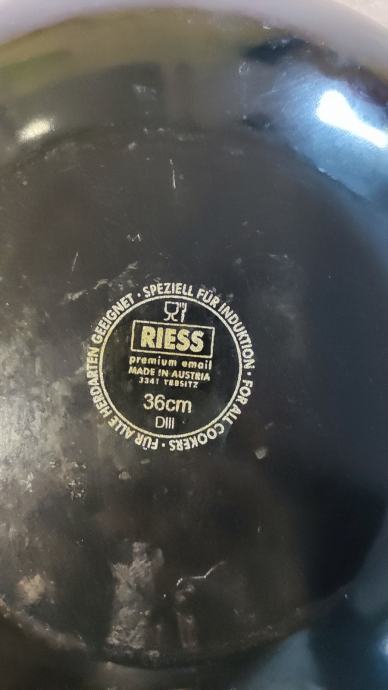 FÜR ALLE HERDARTEN GEEIGNET · SPEZIELL FÜR INDUKTION · FOR ALL COOKERS ·
RIESS
premium email
MADE IN AUSTRIA
3341 YBBSITZ
36cm
DIII